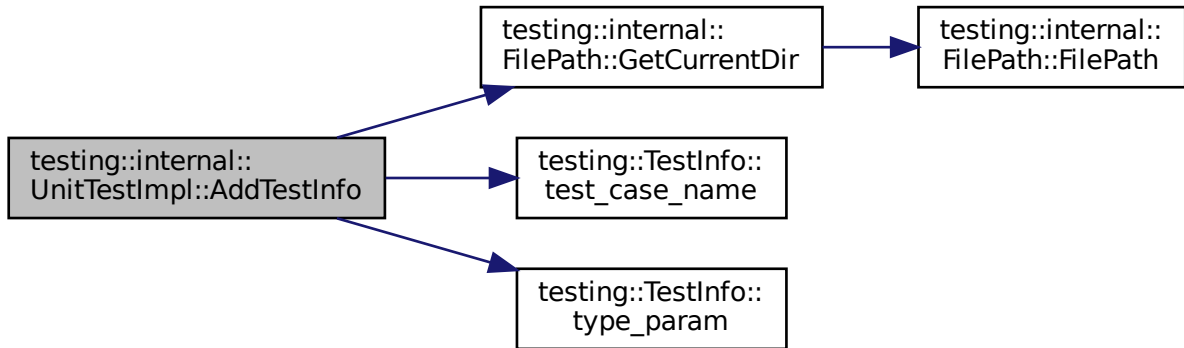 testing::internal::
UnitTestImpl::AddTestInfo
testing::internal::
FilePath::GetCurrentDir
testing::internal::
FilePath::FilePath
testing::TestInfo::
test_case_name
testing::TestInfo::
type_param